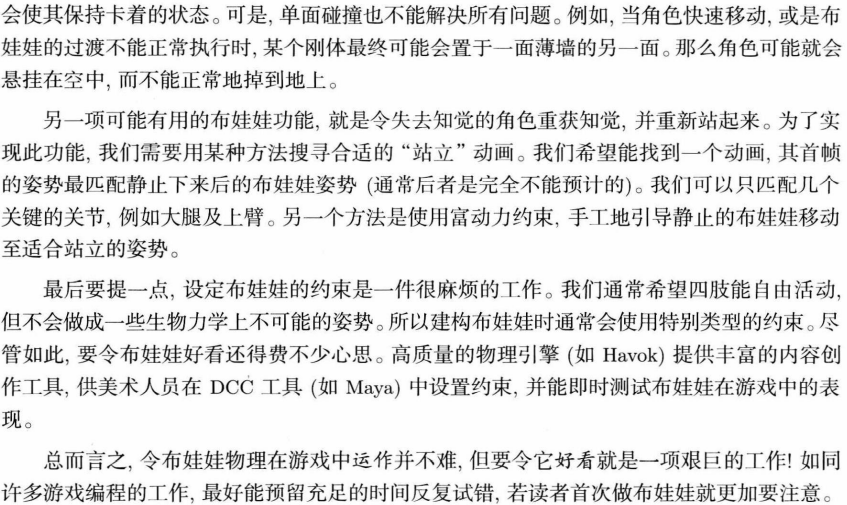 会使其保持卡着的状态。可是, 单面碰撞也不能解决所有问题。例如, 当角色快速移动, 或是布
娃娃的过渡不能正常执行时, 某个刚体最终可能会置于一面薄墙的另一面。那么角色可能就会
悬挂在空中, 而不能正常地掉到地上。
另一项可能有用的布娃娃功能, 就是令失去知觉的角色重获知觉, 并重新站起来。为了实
现此功能, 我们需要用某种方法搜寻合适的 “站立” 动画。我们希望能找到一个动画, 其首帧
的姿势最匹配静止下来后的布娃娃姿势 (通常后者是完全不能预计的)。我们可以只匹配几个
关键的关节, 例如大腿及上臂。另一个方法是使用富动力约束, 手工地引导静止的布娃娃移动
至适合站立的姿势。
最后要提一点, 设定布娃娃的约束是一件很麻烦的工作。我们通常希望四肢能自由活动,
但不会做成一些生物力学上不可能的姿势。所以建构布娃娃时通常会使用特别类型的约束。尽
管如此, 要令布娃娃好看还得费不少心思。高质量的物理引擎 (如 Havok) 提供丰富的内容创
作工具, 供美术人员在 DCC 工具 (如 Maya) 中设置约束, 并能即时测试布娃娃在游戏中的表
现。
总而言之, 令布娃娃物理在游戏中运作并不难, 但要令它好看就是一项艰巨的工作! 如同
许多游戏编程的工作, 最好能预留充足的时间反复试错, 若读者首次做布娃娃就更加要注意。